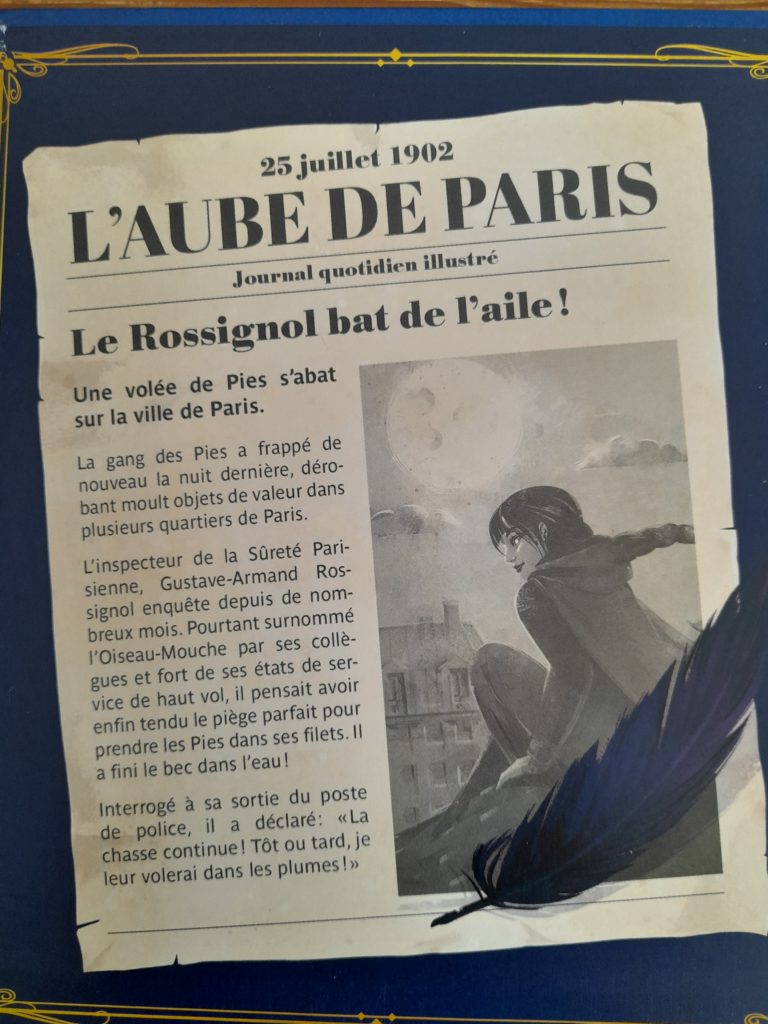 25 juillet 1902
L'AUBE DE PARIS
Journal quotidien illustré
Le Rossignol bat de l'aile !
Une volée de Pies s'abat
sur la ville de Paris.
La gang des Pies a frappé de
nouveau la nuit dernière, déro-
bant moult objets de valeur dans
plusieurs quartiers de Paris.
L'inspecteur de la Sûreté Pari-
sienne, Gustave-Armand Ros-
signol enquête depuis de nom-
breux mois. Pourtant surnommé
l'Oiseau-Mouche par ses collè-
gues et fort de ses états de ser-
vice de haut vol, il pensait avoir
enfin tendu le piège parfait pour
prendre les Pies dans ses filets. Il
a fini le bec dans l'eau !
Interrogé à sa sortie du poste
de police, il a déclaré : «La
chasse continue ! Tôt ou tard, je
leur volerai dans les plumes !»